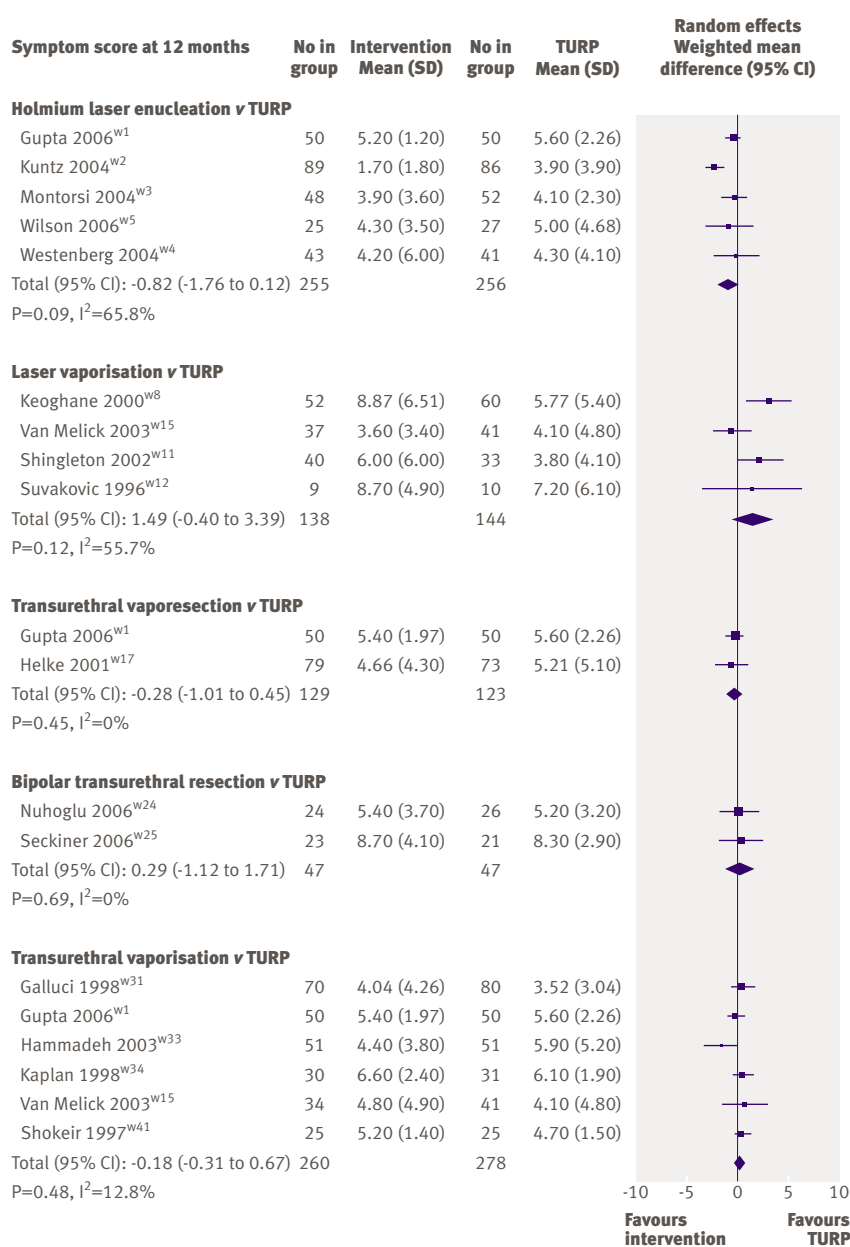 Symptom score at 12 months No in group Intervention Mean (SD) No in group TURP Mean (SD) Random effects Weighted mean difference (95% CI)
Holmium laser enucleation v TURP
Gupta 2006w1 50 5.20 (1.20) 50 5.60 (2.26)
Kuntz 2004w2 89 1.70 (1.80) 86 3.90 (3.90)
Montorsi 2004w3 48 3.90 (3.60) 52 4.10 (2.30)
Wilson 2006w5 25 4.30 (3.50) 27 5.00 (4.68)
Westenberg 2004w4 43 4.20 (6.00) 41 4.30 (4.10)
Total (95% CI): -0.82 (-1.76 to 0.12) 255 256
P=0.09, I2=65.8%
Laser vaporisation v TURP
Keoghane 2000w8 52 8.87 (6.51) 60 5.77 (5.40)
Van Melick 2003w15 37 3.60 (3.40) 41 4.10 (4.80)
Shingleton 2002w11 40 6.00 (6.00) 33 3.80 (4.10)
Suvakovic 1996w12 9 8.70 (4.90) 10 7.20 (6.10)
Total (95% CI): 1.49 (-0.40 to 3.39) 138 144
P=0.12, I2=55.7%
Transurethral vaporesection v TURP
Gupta 2006w1 50 5.40 (1.97) 50 5.60 (2.26)
Helke 2001w17 79 4.66 (4.30) 73 5.21 (5.10)
Total (95% CI): -0.28 (-1.01 to 0.45) 129 123
P=0.45, I2=0%
Bipolar transurethral resection v TURP
Nuhoglu 2006w24 24 5.40 (3.70) 26 5.20 (3.20)
Seckiner 2006w25 23 8.70 (4.10) 21 8.30 (2.90)
Total (95% CI): 0.29 (-1.12 to 1.71) 47 47
P=0.69, I2=0%
Transurethral vaporisation v TURP
Galluci 1998w31 70 4.04 (4.26) 80 3.52 (3.04)
Gupta 2006w1 50 5.40 (1.97) 50 5.60 (2.26)
Hammadeh 2003w33 51 4.40 (3.80) 51 5.90 (5.20)
Kaplan 1998w34 30 6.60 (2.40) 31 6.10 (1.90)
Van Melick 2003w15 34 4.80 (4.90) 41 4.10 (4.80)
Shokeir 1997w41 25 5.20 (1.40) 25 4.70 (1.50)
Total (95% CI): -0.18 (-0.31 to 0.67) 260 278
P=0.48, I2=12.8%
-10 -5 0 5 10
Favours intervention Favours TURP